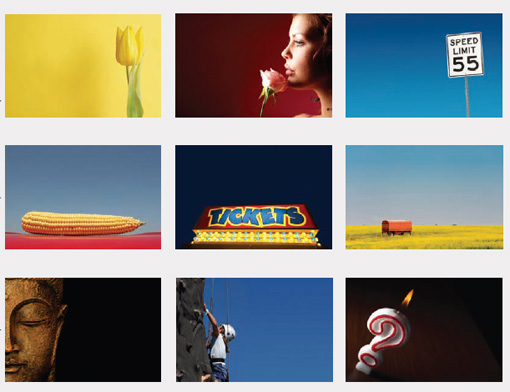 SPEED
LIMIT
55
TICKETS
?